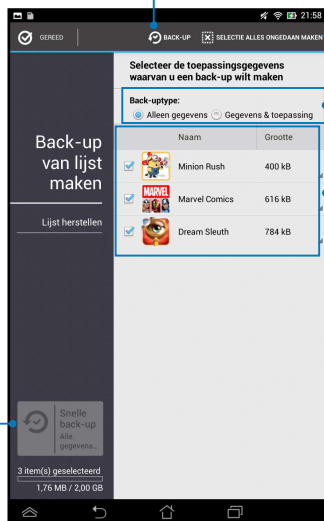 21:58
GEREED
BACK-UP
SELECTIE ALLES ONGEDAAN MAKEN
Back-up
van lijst
maken
Lijst herstellen
Snelle
back-up
Alle
gegevens...
3 item(s) geselecteerd
1,76 MB / 2,00 GB
Selecteer de toepassingsgegevens
waarvan u een back-up wilt
maken
Back-uptype:
Alleen gegevens
Gegevens & toepassing
Naam
Grootte
Minion Rush
400 kB
MARVEL
Marvel Comics
616 kB
Dream Sleuth
784 kB